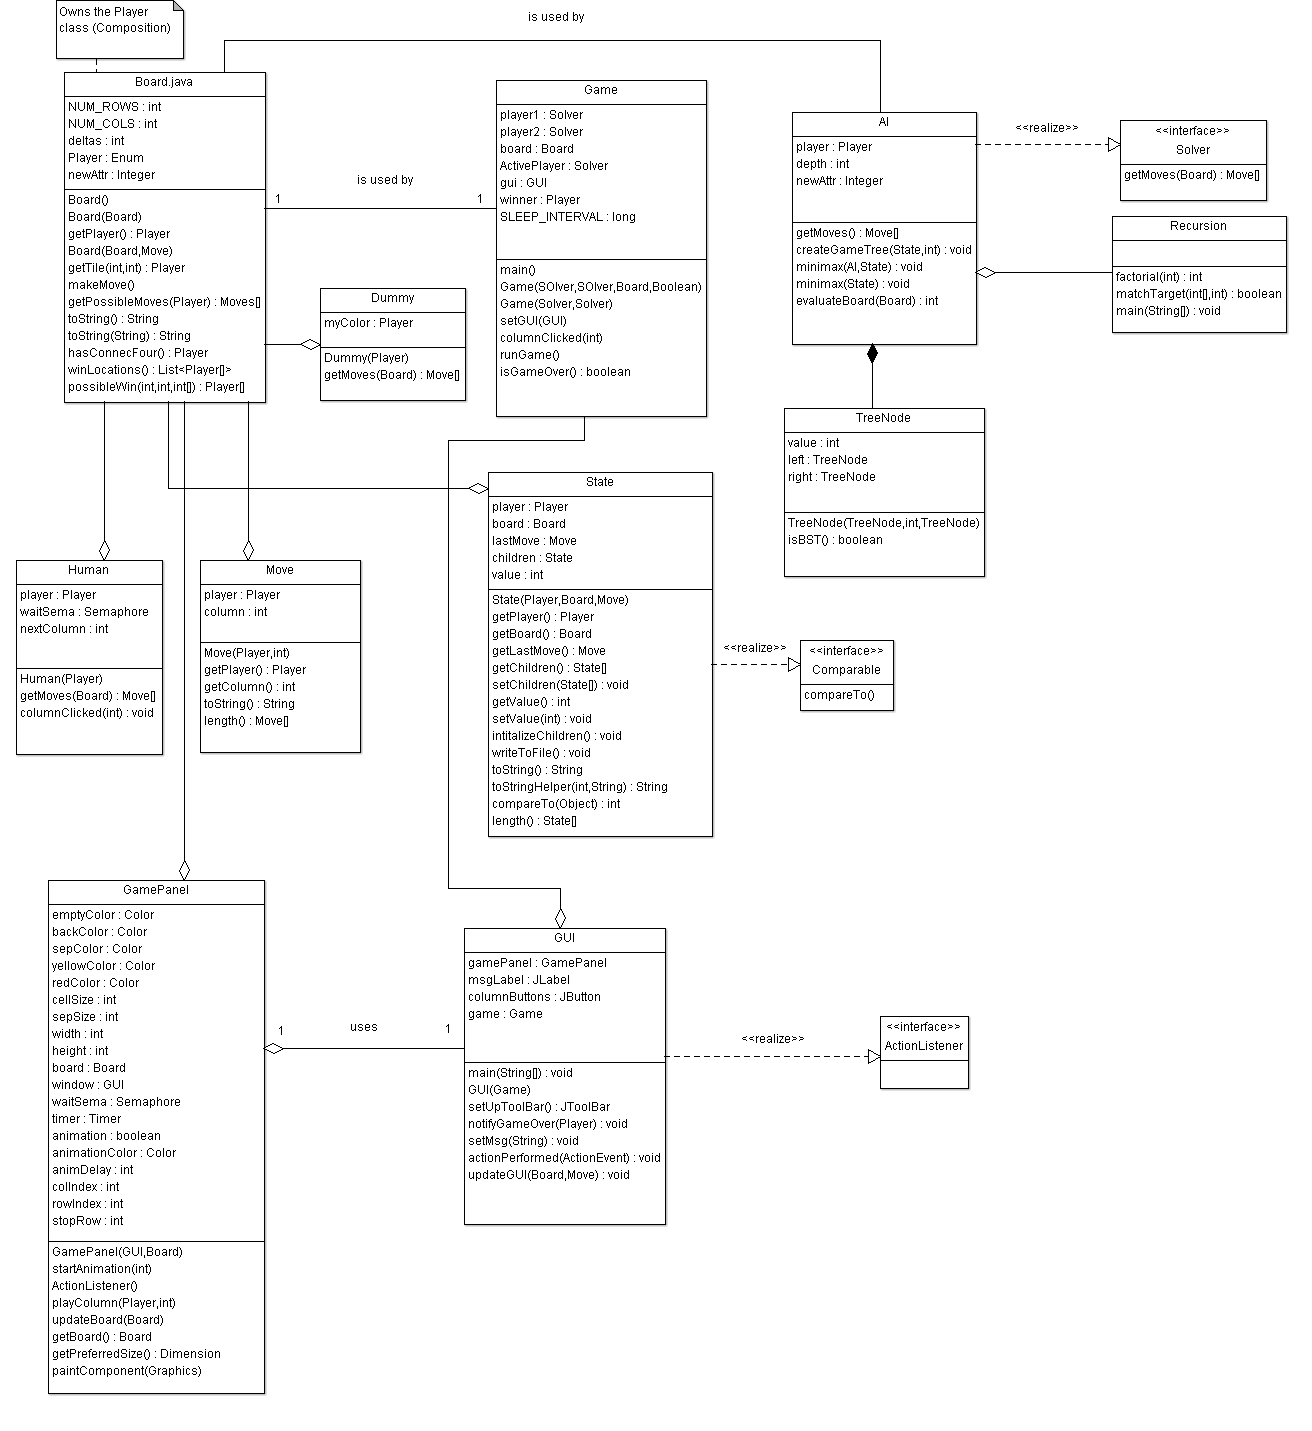 Owns the Player
class (Composition)
is used by
Board.java
NUM_ROWS : int
NUM_COLS : int
deltas : int
Player : Enum
newAttr : Integer
Board()
Board(Board)
getPlayer() : Player
Board(Board,Move)
getTile(int,int) : Player
makeMove()
getPossibleMoves(Player) : Moves[]
toString() : String
toString(String) : String
hasConnecFour() : Player
winLocations() : List<Player[]>
possibleWin(int,int,int[]) : Player[]
is used by
1
1
Game
player1 : Solver
player2 : Solver
board : Board
ActivePlayer : Solver
gui : GUI
winner : Player
SLEEP_INTERVAL : long
main()
Game(SOlver,SOlver,Board,Boolean)
Game(Solver,Solver)
setGUI(GUI)
columnClicked(int)
runGame()
isGameOver() : boolean
AI
player : Player
depth : int
newAttr : Integer
getMoves() : Move[]
createGameTree(State,int) : void
minimax(AI,State) : void
minimax(State) : void
evaluateBoard(Board) : int
<<realize>>
<<interface>>
Solver
getMoves(Board) : Move[]
Recursion
factorial(int) : int
matchTarget(int[],int) : boolean
main(String[]) : void
Dummy
myColor : Player
Dummy(Player)
getMoves(Board) : Move[]
TreeNode
value : int
left : TreeNode
right : TreeNode
TreeNode(TreeNode,int,TreeNode)
isBST() : boolean
State
player : Player
board : Board
lastMove : Move
children : State
value : int
State(Player,Board,Move)
getPlayer() : Player
getBoard() : Board
getLastMove() : Move
getChildren() : State[]
setChildren(State[]) : void
getValue() : int
setValue(int) : void
intitalizeChildren() : void
writeToFile() : void
toString() : String
toStringHelper(int,String) : String
compareTo(Object) : int
length() : State[]
<<realize>>
<<interface>>
Comparable
compareTo()
Human
player : Player
waitSema : Semaphore
nextColumn : int
Human(Player)
getMoves(Board) : Move[]
columnClicked(int) : void
Move
player : Player
column : int
Move(Player,int)
getPlayer() : Player
getColumn() : int
toString() : String
length() : Move[]
GamePanel
emptyColor : Color
backColor : Color
sepColor : Color
yellowColor : Color
redColor : Color
cellSize : int
sepSize : int
width : int
height : int
board : Board
window : GUI
waitSema : Semaphore
timer : Timer
animation : boolean
animationColor : Color
animDelay : int
colIndex : int
rowIndex : int
stopRow : int
GamePanel(GUI,Board)
startAnimation(int)
ActionListener()
playColumn(Player,int)
updateBoard(Board)
getBoard() : Board
getPreferredSize() : Dimension
paintComponent(Graphics)
1
uses
1
GUI
gamePanel : GamePanel
msgLabel : JLabel
columnButtons : JButton
game : Game
main(String[]) : void
GUI(Game)
setUpToolBar() : JToolBar
notifyGameOver(Player) : void
setMsg(String) : void
actionPerformed(ActionEvent) : void
updateGUI(Board,Move) : void
<<realize>>
<<interface>>
ActionListener